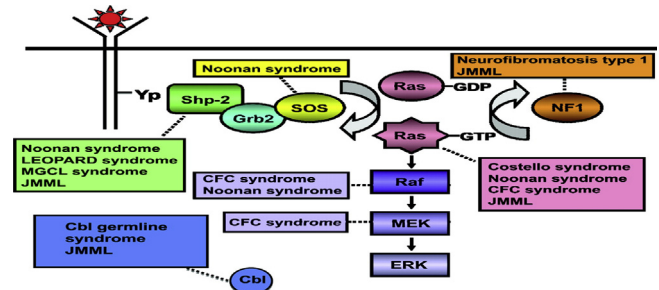 Neurofibromatosis type 1
JMML
Noonan syndrome
Ras
GDP
Yp
Shp-2
Grb2
SOS
NF1
Ras
GTP
Noonan syndrome
LEOPARD syndrome
MGCL syndrome
JMML
CFC syndrome
Noonan syndrome
Raf
Costello syndrome
Noonan syndrome
CFC syndrome
JMML
CFC syndrome
MEK
Cbl germline
syndrome
JMML
ERK
Cbl